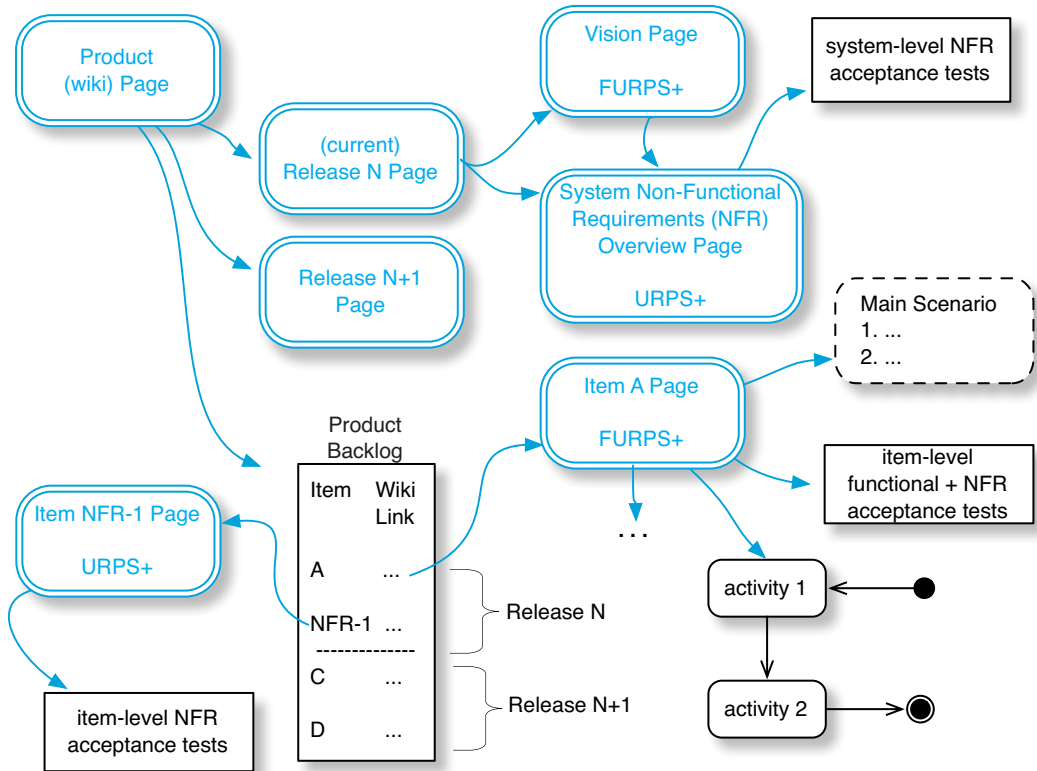 Product
(wiki) Page
Vision Page
FURPS+
system-level NFR
acceptance tests
(current)
Release N Page
System Non-Functional
Requirements (NFR)
Overview Page
URPS+
Release N+1
Page
Main Scenario
1. ...
2. ...
Item A Page
FURPS+
item-level
functional + NFR
acceptance tests
...
Product
Backlog
Item Wiki
Link
A ...
NFR-1 ...
--------------
C ...
D ...
Release N
Release N+1
Item NFR-1 Page
URPS+
item-level NFR
acceptance tests
activity 1
activity 2